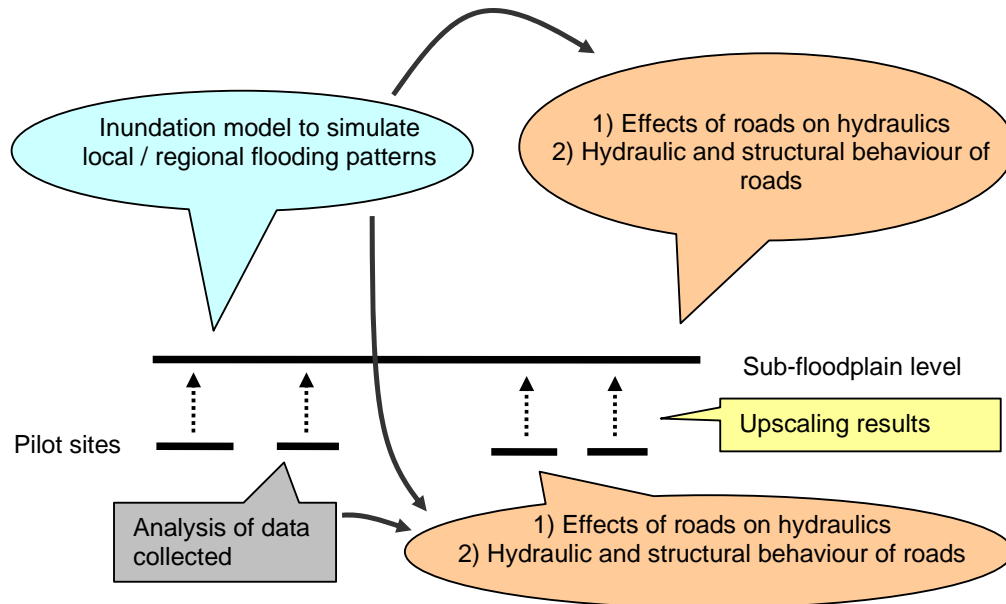 Inundation model to simulate
local / regional flooding patterns
1) Effects of roads on hydraulics
2) Hydraulic and structural behaviour of
roads
Sub-floodplain level
Upscaling results
Pilot sites
Analysis of data
collected
1) Effects of roads on hydraulics
2) Hydraulic and structural behaviour of roads